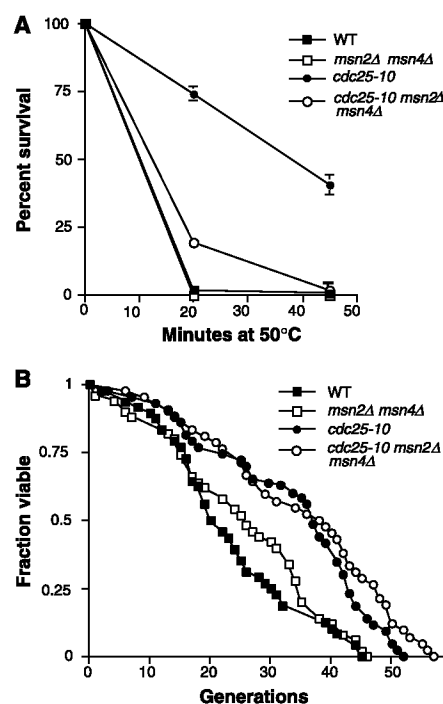 A
WT
msn2Δ msn4Δ
cdc25-10
cdc25-10 msn2Δ
msn4Δ
Percent survival
100
75
50
25
0
0 10 20 30 40 50
Minutes at 50°C
B
WT
msn2Δ msn4Δ
cdc25-10
cdc25-10 msn2Δ
msn4Δ
Fraction viable
1
0.75
0.5
0.25
0
0 10 20 30 40 50
Generations